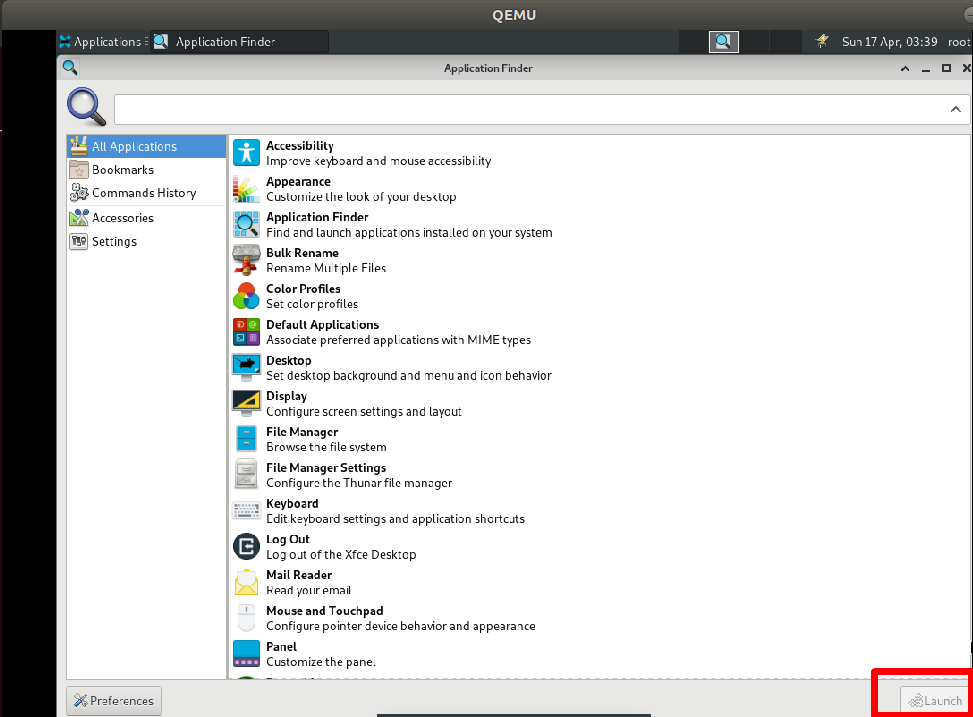 QEMU
Applications
Application Finder
Sun 17 Apr, 03:39 root
Application Finder
All Applications
Bookmarks
Commands History
Accessories
Settings
Accessibility
Improve keyboard and mouse accessibility
Appearance
Customize the look of your desktop
Application Finder
Find and launch applications installed on your system
Bulk Rename
Rename Multiple Files
Color Profiles
Set color profiles
Default Applications
Associate preferred applications with MIME types
Desktop
Set desktop background and menu and icon behavior
Display
Configure screen settings and layout
File Manager
Browse the file system
File Manager Settings
Configure the Thunar file manager
Keyboard
Edit keyboard settings and application shortcuts
Log Out
Log out of the Xfce Desktop
Mail Reader
Read your email
Mouse and Touchpad
Configure pointer device behavior and appearance
Panel
Customize the panel
Preferences
Launch